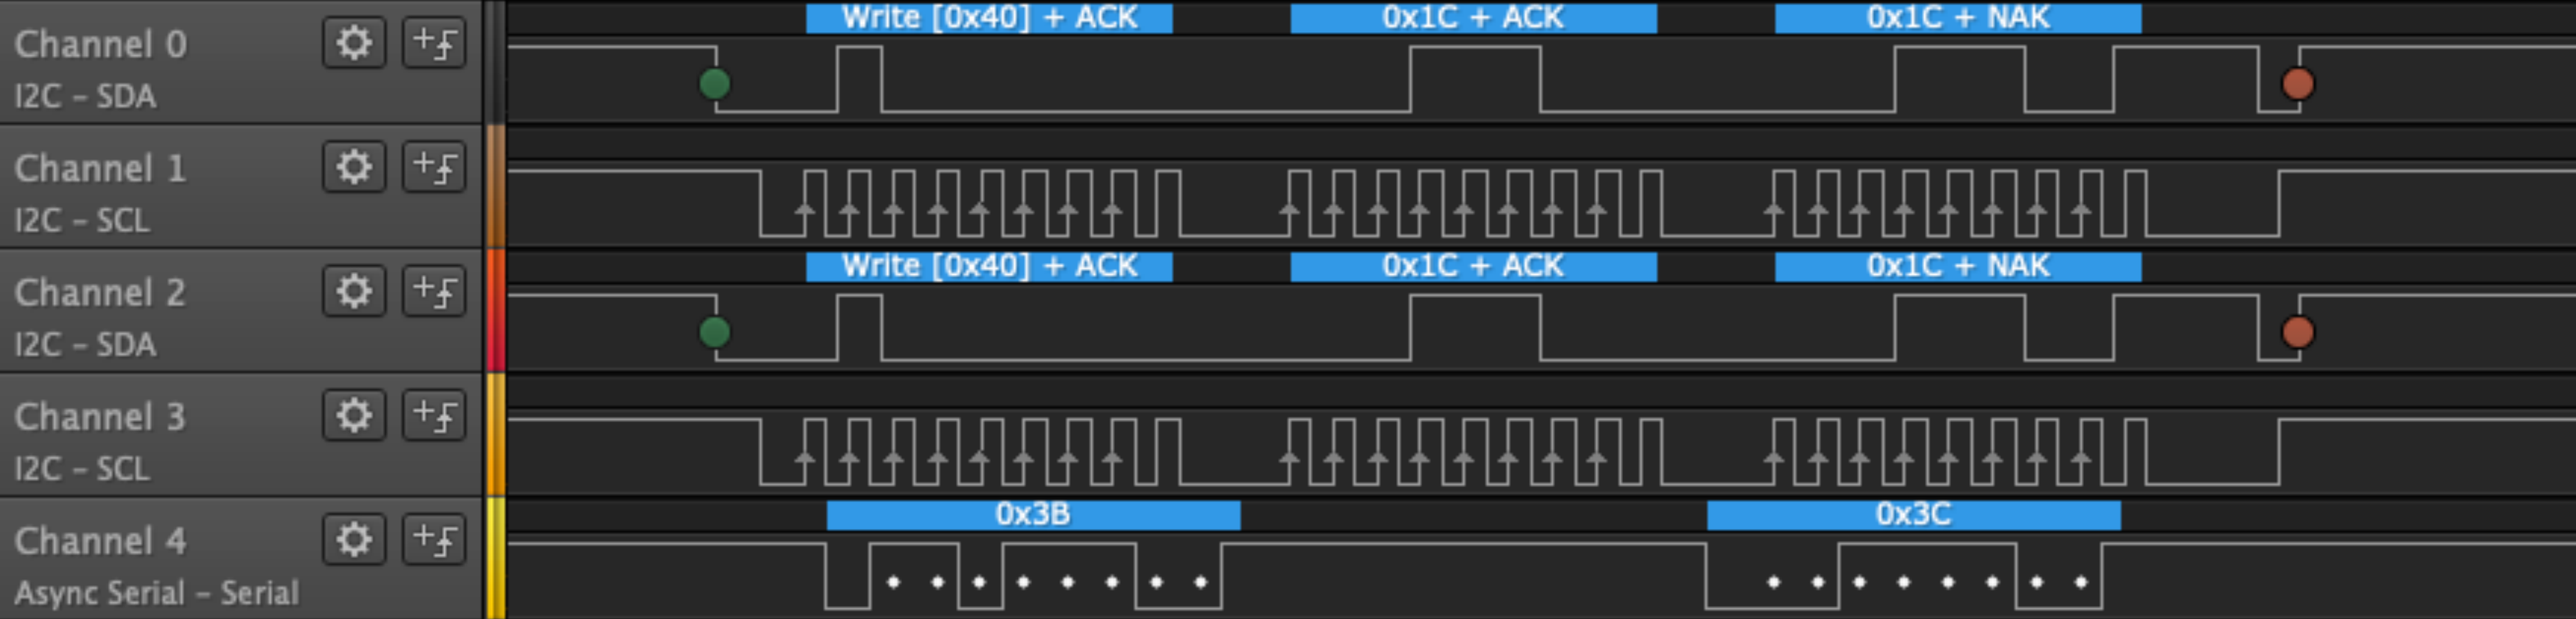 Write [0x40] + ACK 0x1C + ACK 0x1C + NAK
Channel 0
I2C – SDA
Channel 1
I2C – SCL
Write [0x40] + ACK 0x1C + ACK 0x1C + NAK
Channel 2
I2C – SDA
Channel 3
I2C – SCL
0x3B 0x3C
Channel 4
Async Serial – Serial